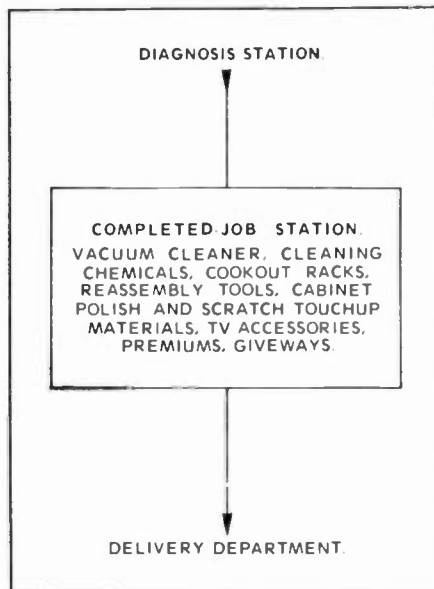 DIAGNOSIS STATION.
COMPLETED-JOB STATION.
VACUUM CLEANER, CLEANING
CHEMICALS, COOKOUT RACKS,
REASSEMBLY TOOLS, CABINET
POLISH AND SCRATCH TOUCHUP
MATERIALS, TV ACCESSORIES,
PREMIUMS, GIVEWAYS.
DELIVERY DEPARTMENT.